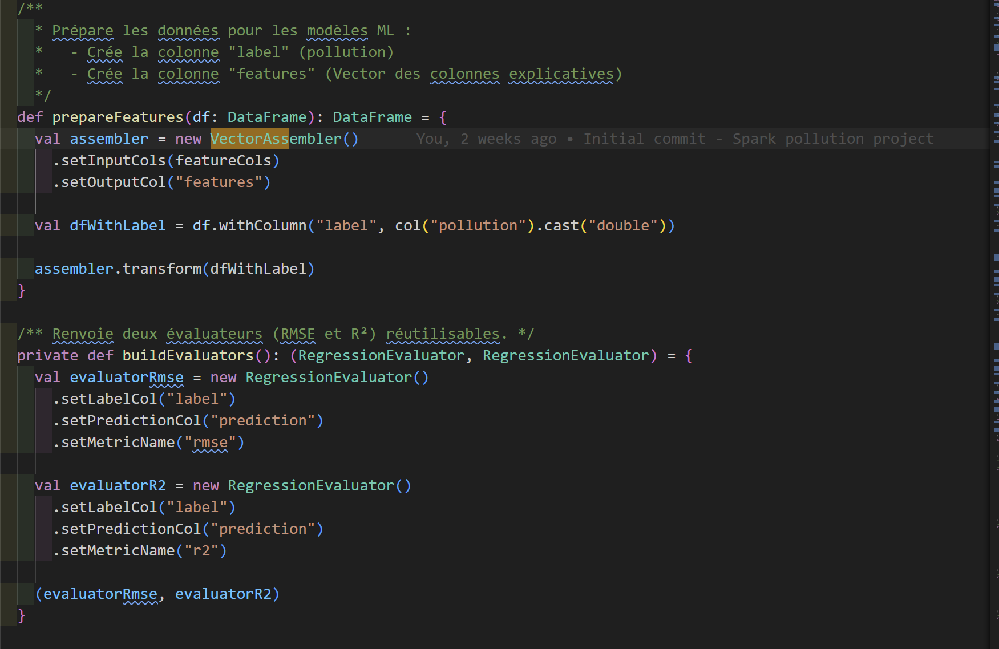 /**
* Prépare les données pour les modèles ML :
*   - Crée la colonne "label" (pollution)
*   - Crée la colonne "features" (Vector des colonnes explicatives)
*/
def prepareFeatures(df: DataFrame): DataFrame = {
val assembler = new VectorAssembler() You, 2 weeks ago • Initial commit - Spark pollution project
.setInputCols(featureCols)
.setOutputCol("features")
val dfWithLabel = df.withColumn("label", col("pollution").cast("double"))
assembler.transform(dfWithLabel)
}
/** Renvoie deux évaluateurs (RMSE et R²) réutilisables. */
private def buildEvaluators(): (RegressionEvaluator, RegressionEvaluator) = {
val evaluatorRmse = new RegressionEvaluator()
.setLabelCol("label")
.setPredictionCol("prediction")
.setMetricName("rmse")
val evaluatorR2 = new RegressionEvaluator()
.setLabelCol("label")
.setPredictionCol("prediction")
.setMetricName("r2")
(evaluatorRmse, evaluatorR2)
}